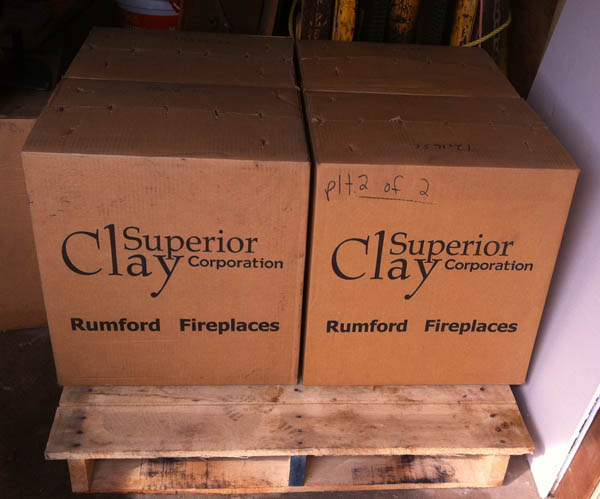 Superior
Clay Corporation
Rumford Fireplaces
plt. 2 of 2
Superior
Clay Corporation
Rumford Fireplaces